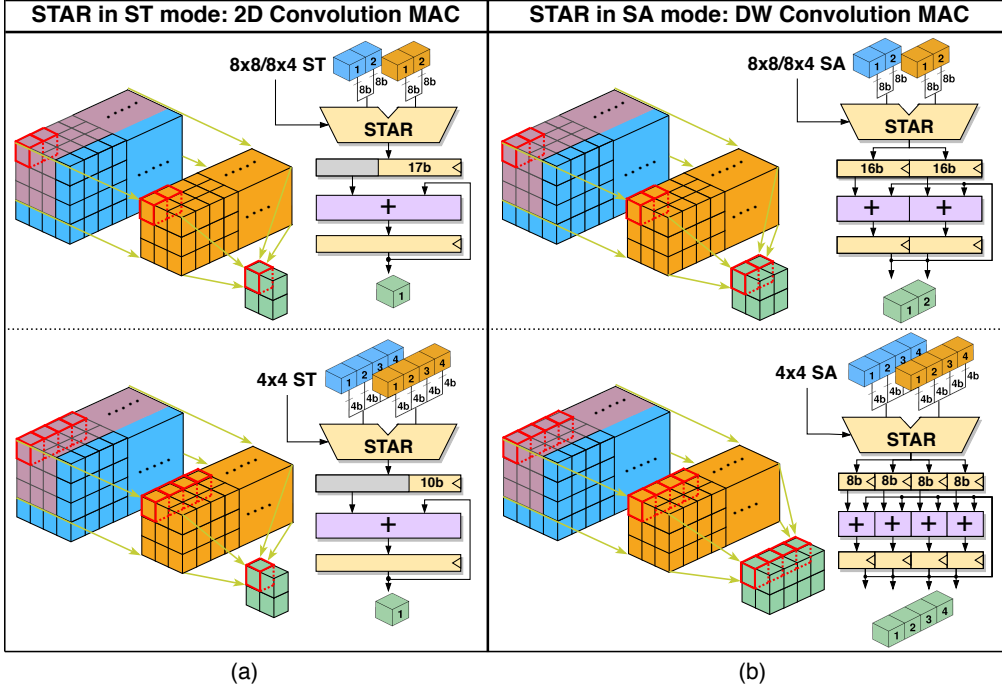 STAR in ST mode: 2D Convolution MAC
STAR in SA mode: DW Convolution MAC
8x8/8x4 ST
1 2 1 2
8b 8b 8b 8b
STAR
17b
+
1
8x8/8x4 SA
1 2 1 2
8b 8b 8b 8b
STAR
16b 16b
+ +
1 2
4x4 ST
1 2 3 4 1 2 3 4
4b 4b 4b 4b 4b 4b 4b 4b
STAR
10b
+
1
4x4 SA
1 2 3 4 1 2 3 4
4b 4b 4b 4b 4b 4b 4b 4b
STAR
8b 8b 8b 8b
+ + + +
1 2 3 4
(a)
(b)